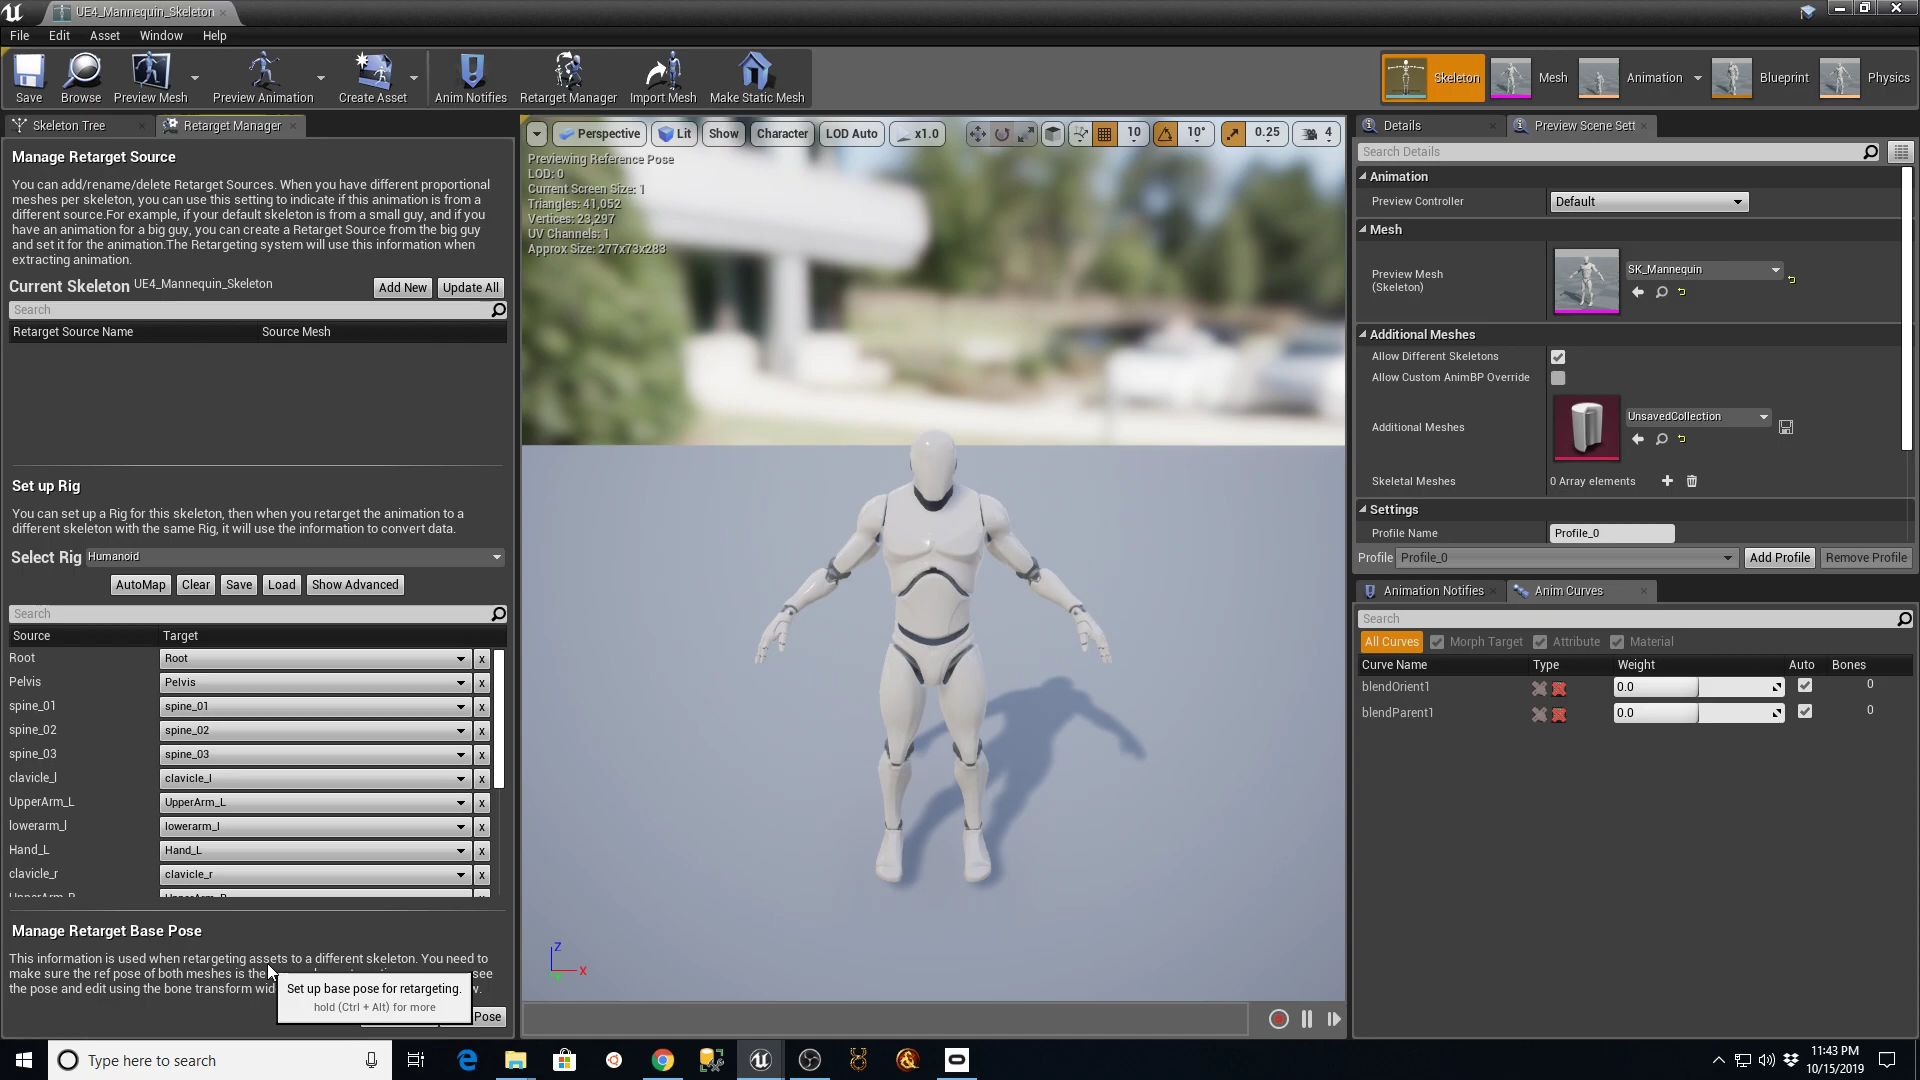 UE4_Mannequin_Skeleton
File Edit Asset Window Help
Save Browse Preview Mesh Preview Animation Create Asset Anim Notifies Retarget Manager Import Mesh Make Static Mesh
Skeleton Mesh Animation Blueprint Physics
Skeleton Tree Retarget Manager
Manage Retarget Source
You can add/rename/delete Retarget Sources. When you have different proportional
meshes per skeleton, you can use this setting to indicate if this animation is from a
different source.For example, if your default skeleton is from a small guy, and if you
have an animation for a big guy, you can create a Retarget Source from the big guy
and set it for the animation.The Retargeting system will use this information when
extracting animation.
Current Skeleton UE4_Mannequin_Skeleton Add New Update All
Search
Retarget Source Name Source Mesh
Set up Rig
You can set up a Rig for this skeleton, then when you retarget the animation to a
different skeleton with the same Rig, it will use the information to convert data.
Select Rig Humanoid
AutoMap Clear Save Load Show Advanced
Search
Source Target
Root Root x
Pelvis Pelvis x
spine_01 spine_01 x
spine_02 spine_02 x
spine_03 spine_03 x
clavicle_l clavicle_l x
UpperArm_L UpperArm_L x
lowerarm_l lowerarm_l x
Hand_L Hand_L x
clavicle_r clavicle_r x
Manage Retarget Base Pose
This information is used when retargeting assets to a different skeleton. You need to
make sure the ref pose of both meshes is the see
the pose and edit using the bone transform w.
Set up base pose for retargeting.
hold (Ctrl + Alt) for more
Pose
Perspective Lit Show Character LOD Auto x1.0 10 10° 0.25 4
Previewing Reference Pose
LOD: 0
Current Screen Size: 1
Triangles: 41,052
Vertices: 23,297
UV Channels: 1
Approx Size: 277x73x283
Z
X
Details Preview Scene Sett
Search Details
Animation
Preview Controller Default
Mesh
Preview Mesh
(Skeleton)
SK_Mannequin
Additional Meshes
Allow Different Skeletons
Allow Custom AnimBP Override
Additional Meshes UnsavedCollection
Skeletal Meshes 0 Array elements
Settings
Profile Name Profile_0
Profile Profile_0 Add Profile Remove Profile
Animation Notifies Anim Curves
Search
All Curves Morph Target Attribute Material
Curve Name Type Weight Auto Bones
blendOrient1 0.0 0
blendParent1 0.0 0
Type here to search
11:43 PM
10/15/2019